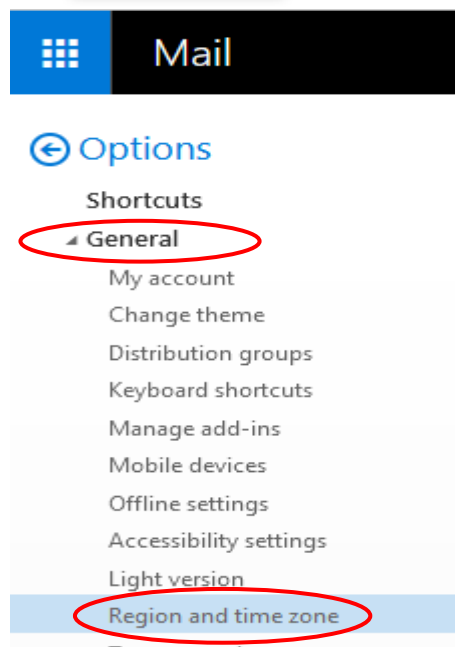 Mail
Options
Shortcuts
General
My account
Change theme
Distribution groups
Keyboard shortcuts
Manage add-ins
Mobile devices
Offline settings
Accessibility settings
Light version
Region and time zone